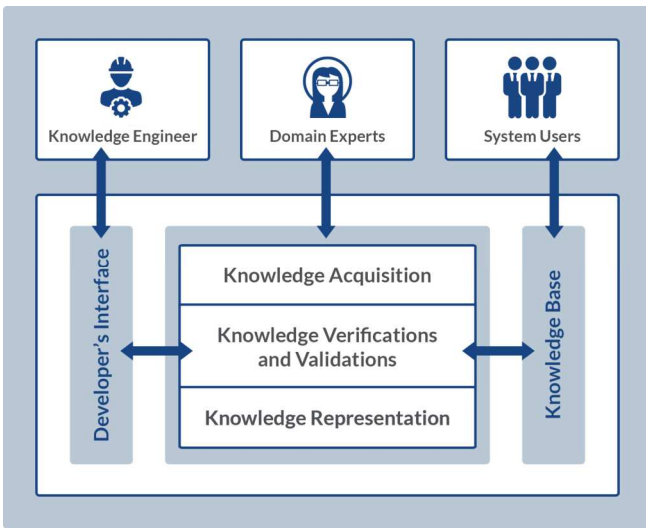 Knowledge Engineer
Domain Experts
System Users
Developer's Interface
Knowledge Acquisition
Knowledge Verifications
and Validations
Knowledge Representation
Knowledge Base